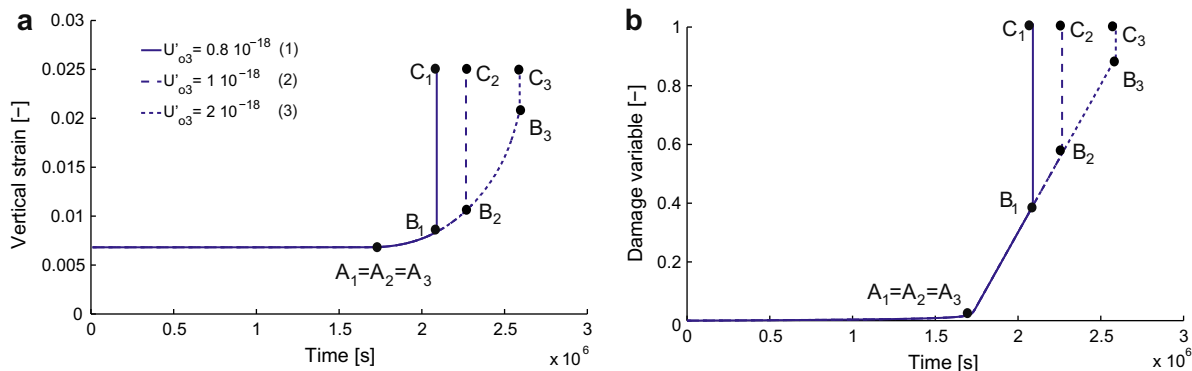 a
0.03
0.025
0.02
0.015
0.01
0.005
0
Vertical strain [–]
U'o3 = 0.8 10^-18 (1)
U'o3 = 1 10^-18 (2)
U'o3 = 2 10^-18 (3)
C1
C2
C3
B3
B1
B2
A1=A2=A3
0 0.5 1 1.5 2 2.5 3
Time [s]
x 10^6
b
1
0.8
0.6
0.4
0.2
0
Damage variable [–]
C1
C2
C3
B3
B2
B1
A1=A2=A3
0 0.5 1 1.5 2 2.5 3
Time [s]
x 10^6